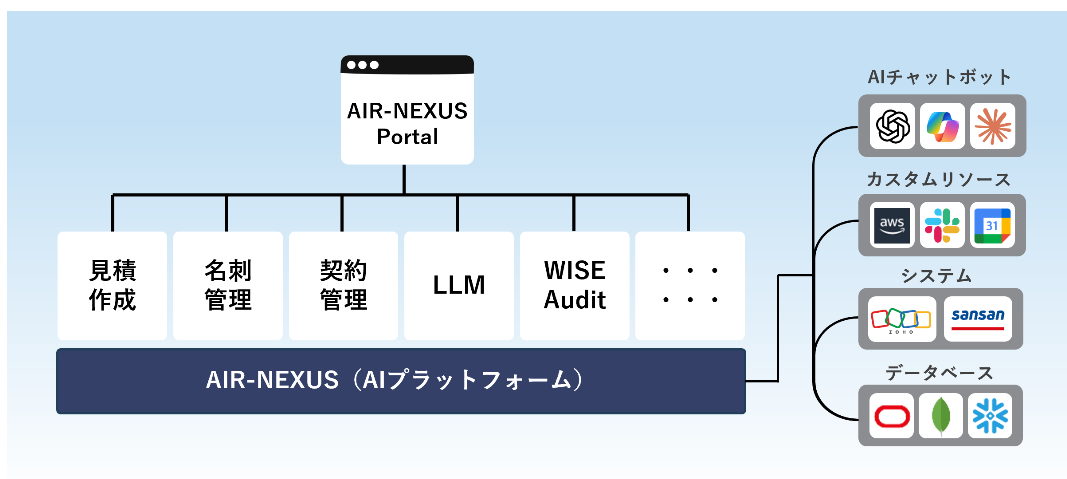 AIR-NEXUS
Portal
見積
作成
名刺
管理
契約
管理
LLM
WISE
Audit
・・・
・・・
AIR-NEXUS（AIプラットフォーム）
AIチャットボット
カスタムリソース
aws
31
システム
ZOHO
sansan
データベース